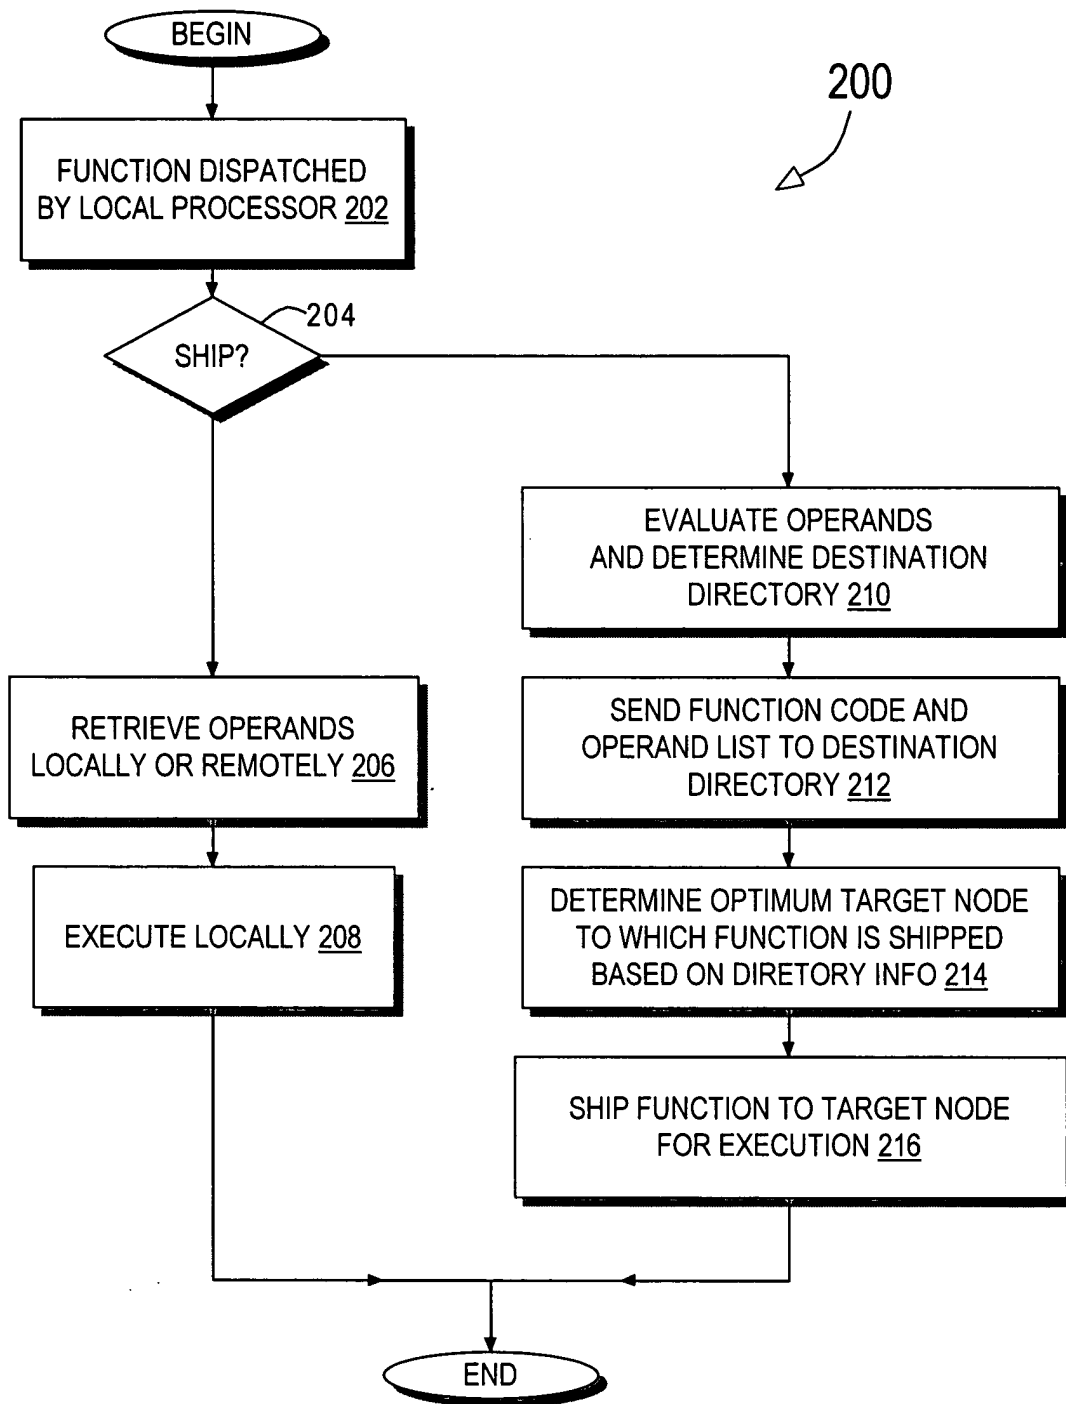 BEGIN
200
FUNCTION DISPATCHED
BY LOCAL PROCESSOR 202
204
SHIP?
EVALUATE OPERANDS
AND DETERMINE DESTINATION
DIRECTORY 210
RETRIEVE OPERANDS
LOCALLY OR REMOTELY 206
SEND FUNCTION CODE AND
OPERAND LIST TO DESTINATION
DIRECTORY 212
EXECUTE LOCALLY 208
DETERMINE OPTIMUM TARGET NODE
TO WHICH FUNCTION IS SHIPPED
BASED ON DIRETORY INFO 214
SHIP FUNCTION TO TARGET NODE
FOR EXECUTION 216
END